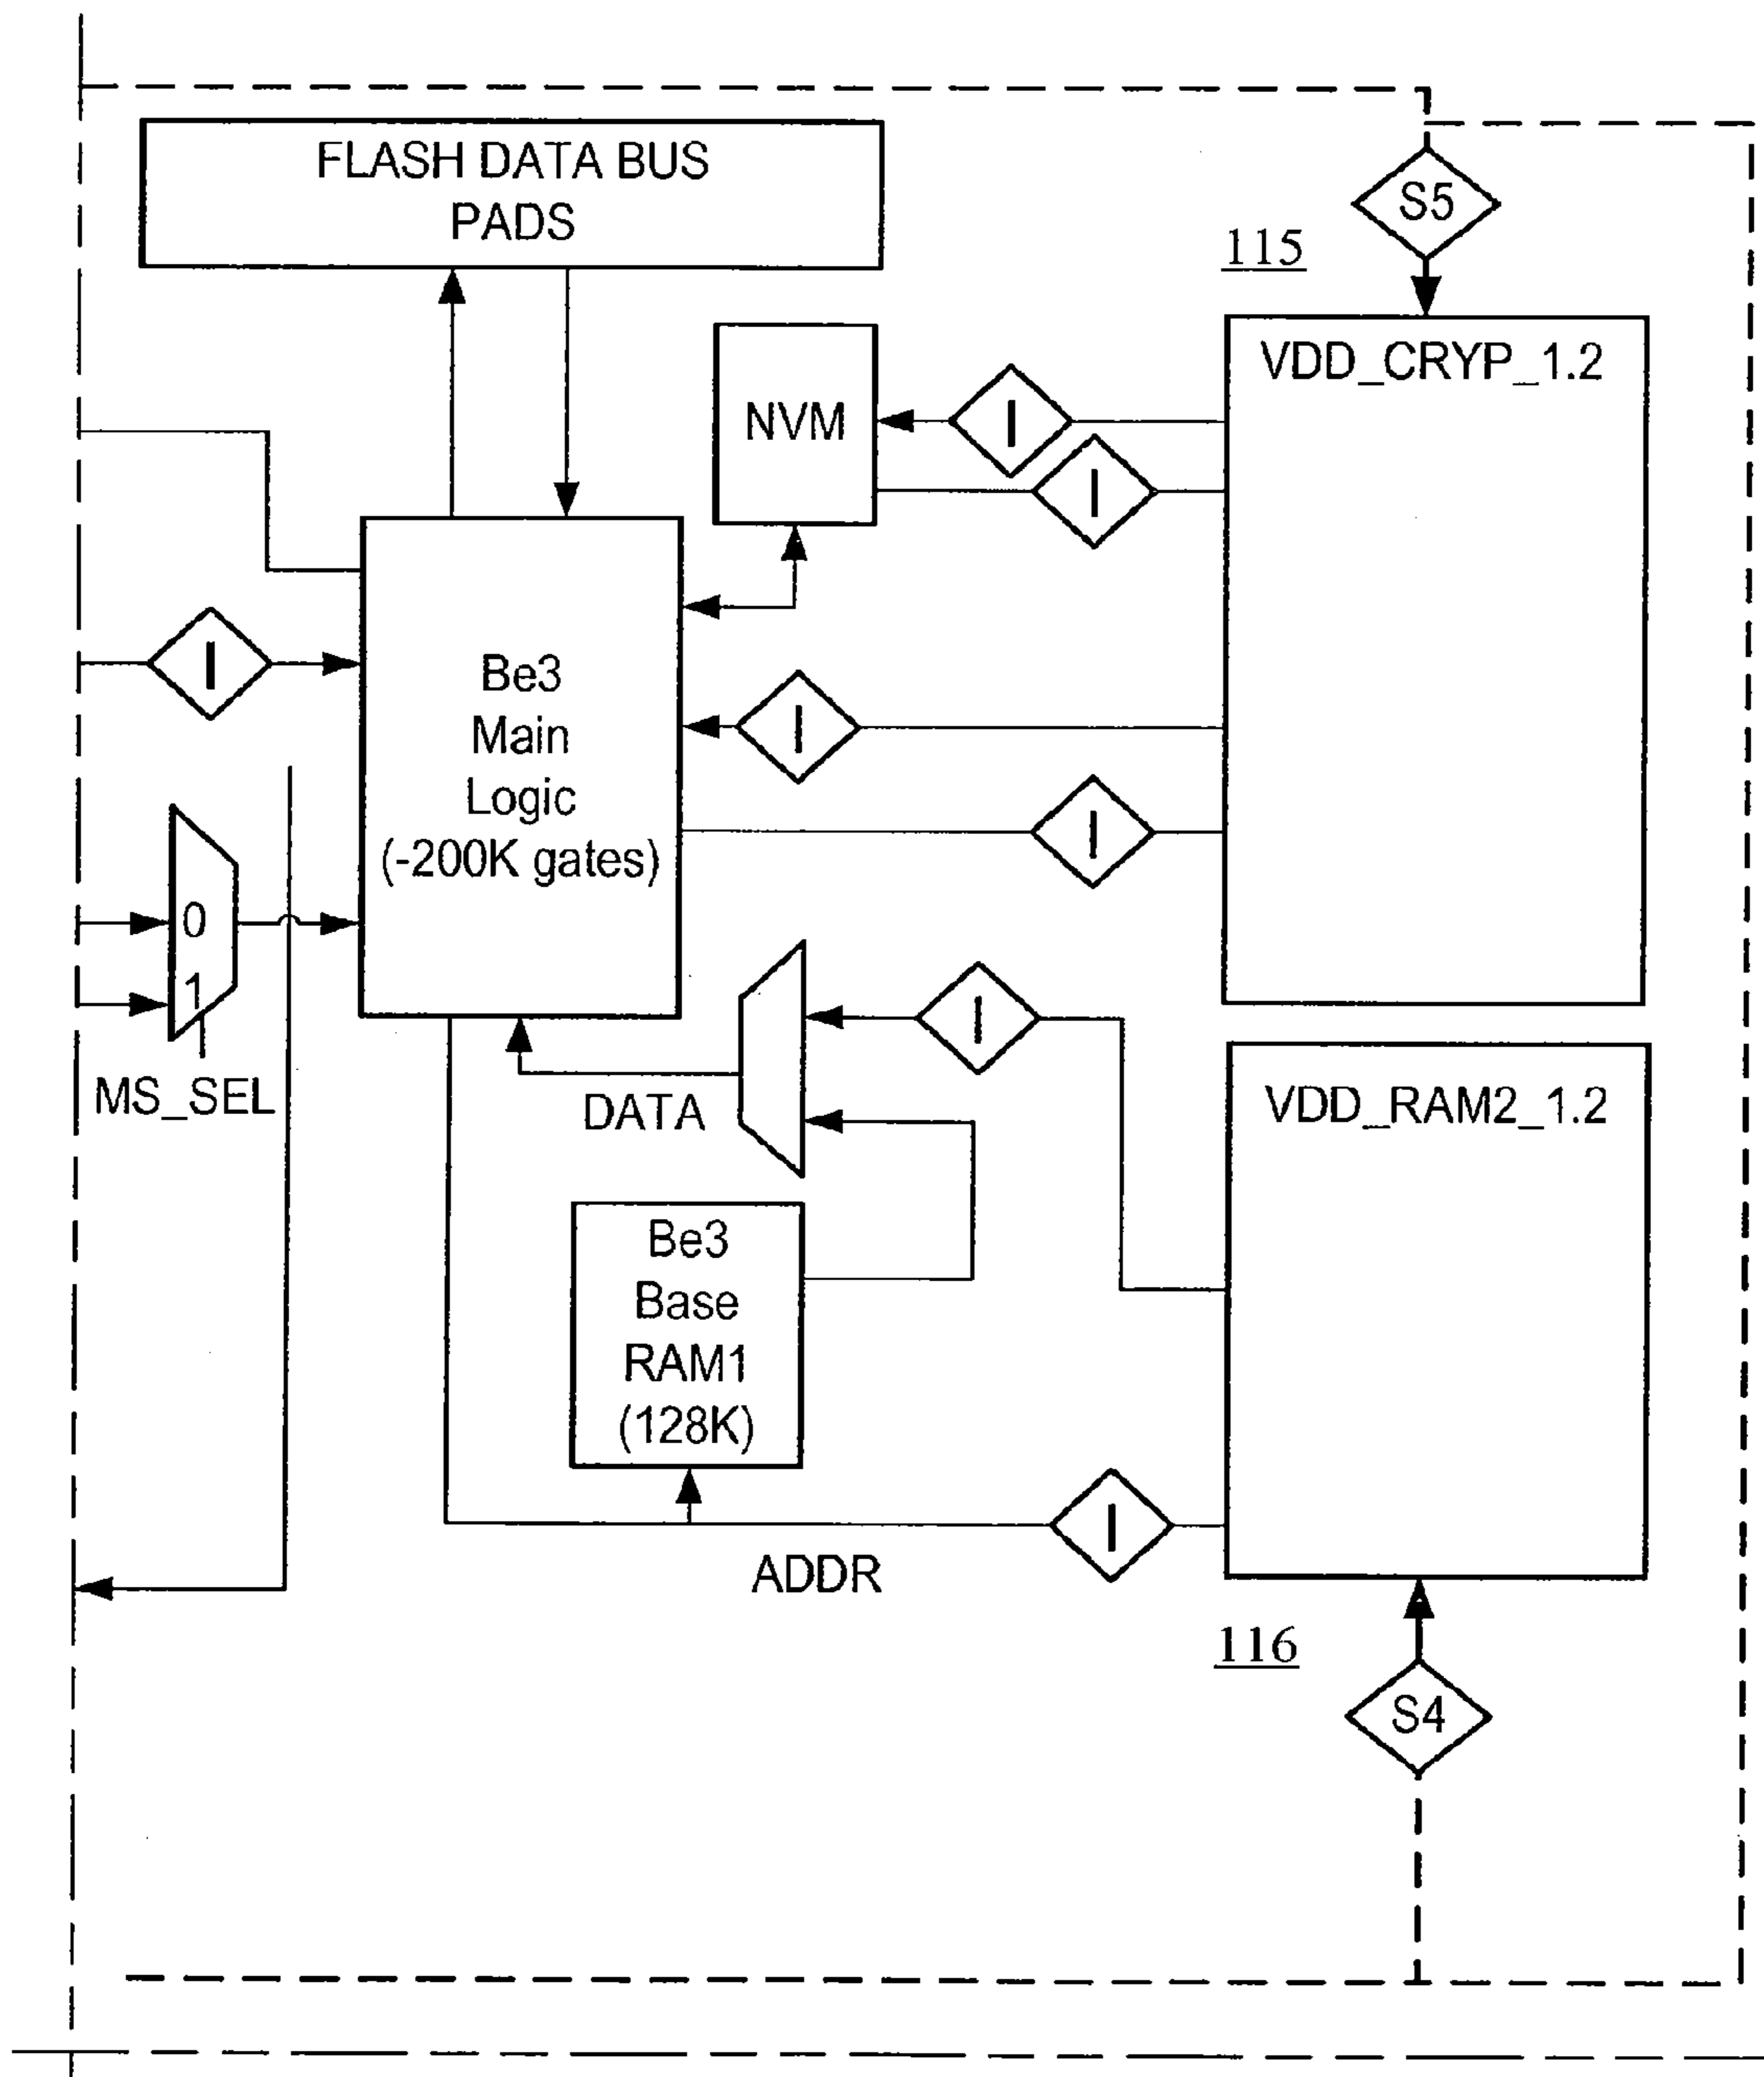 FLASH DATA BUS
PADS
S5
115
VDD_CRYP_1.2
NVM
I
I
Be3
Main
Logic
(-200K gates)
I
I
I
0
1
MS_SEL
DATA
I
VDD_RAM2_1.2
Be3
Base
RAM1
(128K)
ADDR
I
116
S4